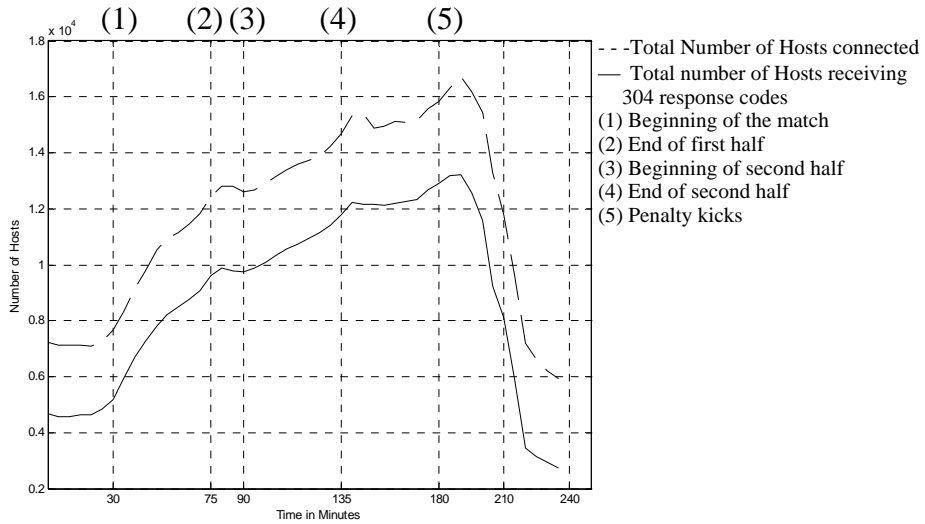 (1) (2) (3) (4) (5)
x 10⁴
1.8
1.6
1.4
1.2
1
0.8
0.6
0.4
0.2
Number of Hosts
30 75 90 135 180 210 240
Time in Minutes
- - -Total Number of Hosts connected
— Total number of Hosts receiving
304 response codes
(1) Beginning of the match
(2) End of first half
(3) Beginning of second half
(4) End of second half
(5) Penalty kicks